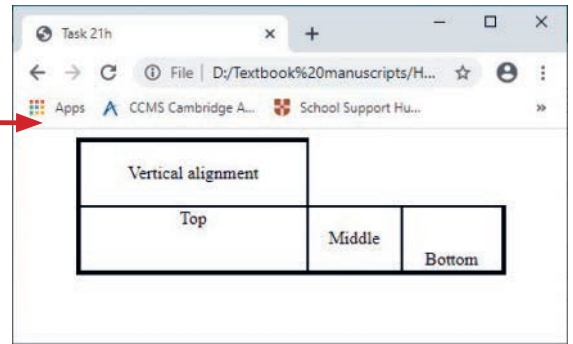 Task 21h
File | D:/Textbook%20manuscripts/H...
Apps CCMS Cambridge A... School Support Hu...
Vertical alignment
Top
Middle
Bottom